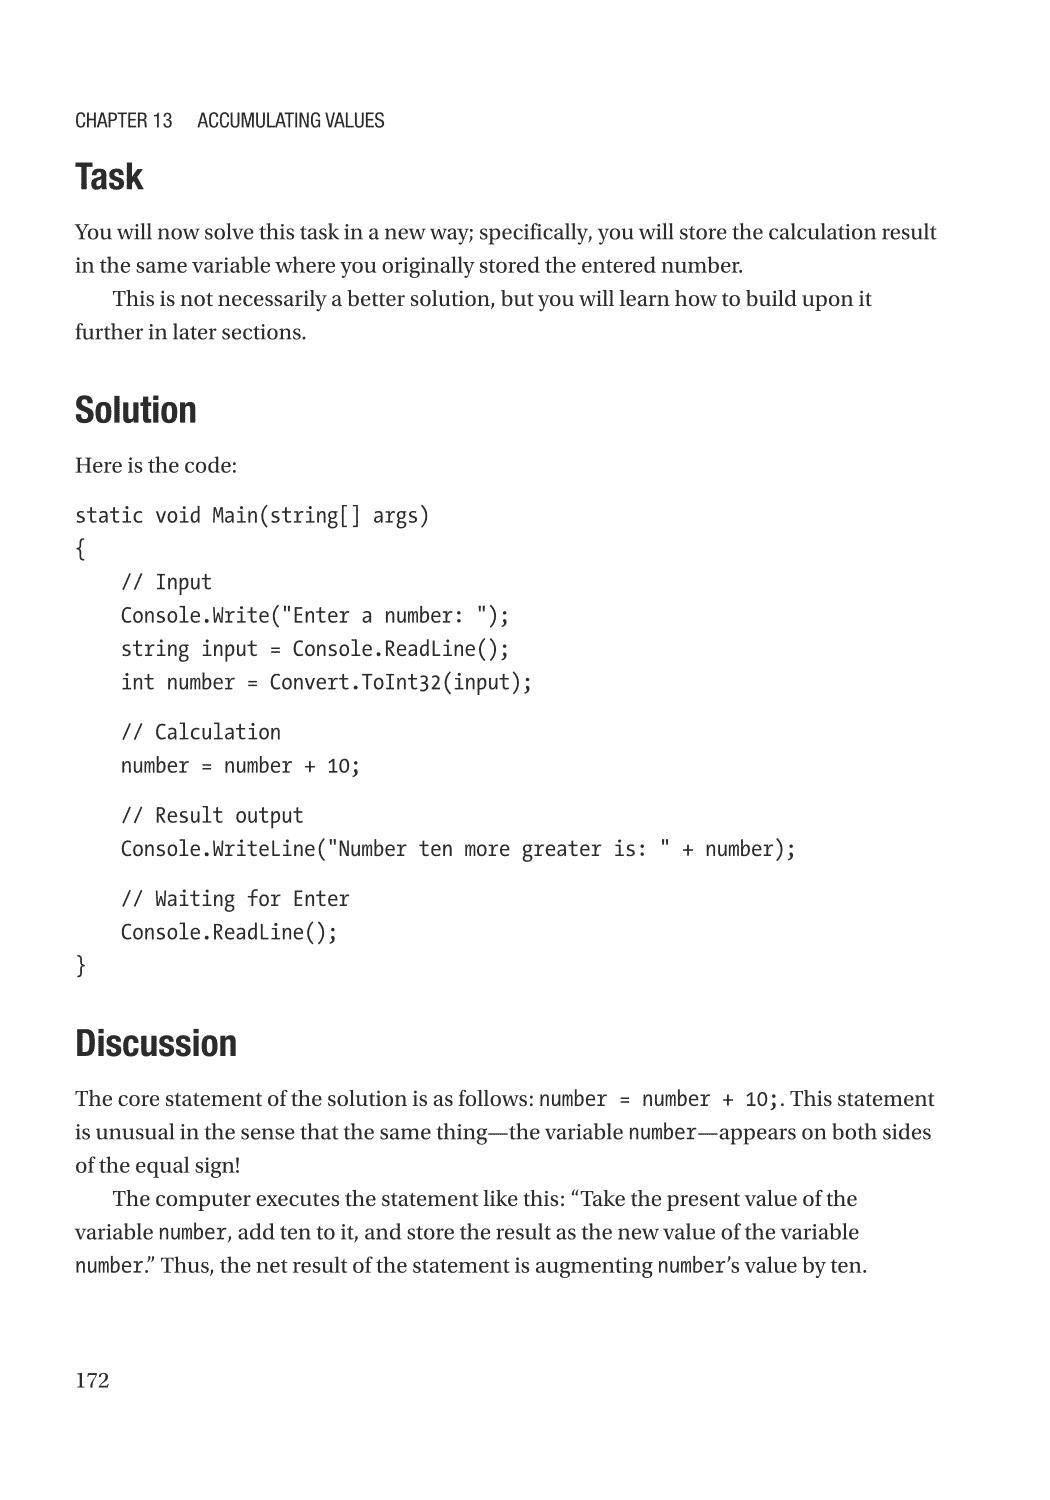 CHAPTER 13 ACCUMULATING VALUES
Task
You will now solve this task in a new way; specifically, you will store the calculation result
in the same variable where you originally stored the entered number.
This is not necessarily a better solution, but you will learn how to build upon it
further in later sections.
Solution
Here is the code:
static void Main(string[] args)
{
    // Input
    Console.Write("Enter a number: ");
    string input = Console.ReadLine();
    int number = Convert.ToInt32(input);
    // Calculation
    number = number + 10;
    // Result output
    Console.WriteLine("Number ten more greater is: " + number);
    // Waiting for Enter
    Console.ReadLine();
}
Discussion
The core statement of the solution is as follows: number = number + 10;. This statement
is unusual in the sense that the same thing—the variable number—appears on both sides
of the equal sign!
The computer executes the statement like this: “Take the present value of the
variable number, add ten to it, and store the result as the new value of the variable
number.” Thus, the net result of the statement is augmenting number’s value by ten.
172